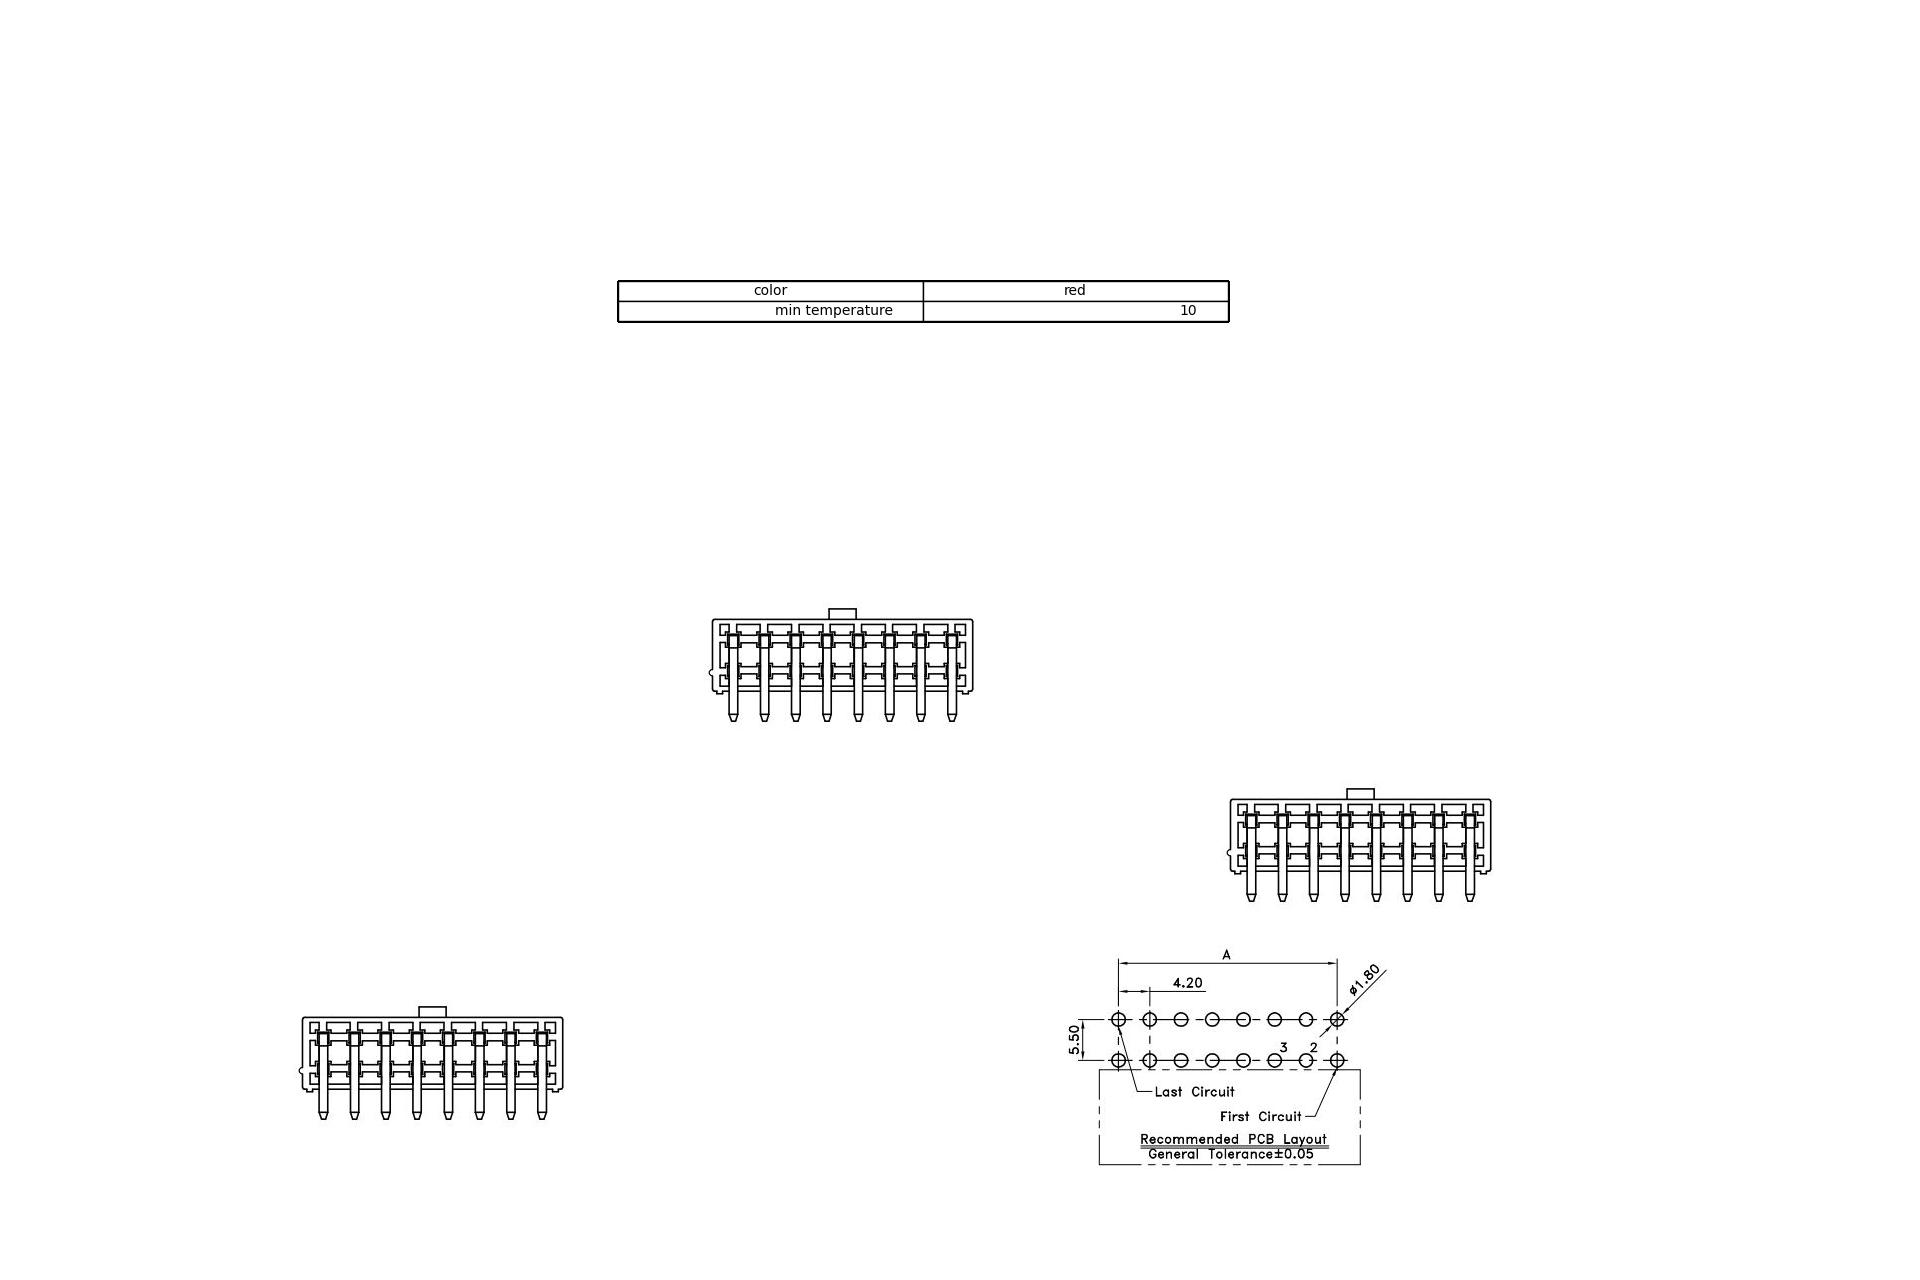 color red
min temperature 10
A
4.20
ø1.80
5.50
3 2
Last Circuit
First Circuit
Recommended PCB Layout
General Tolerance±0.05